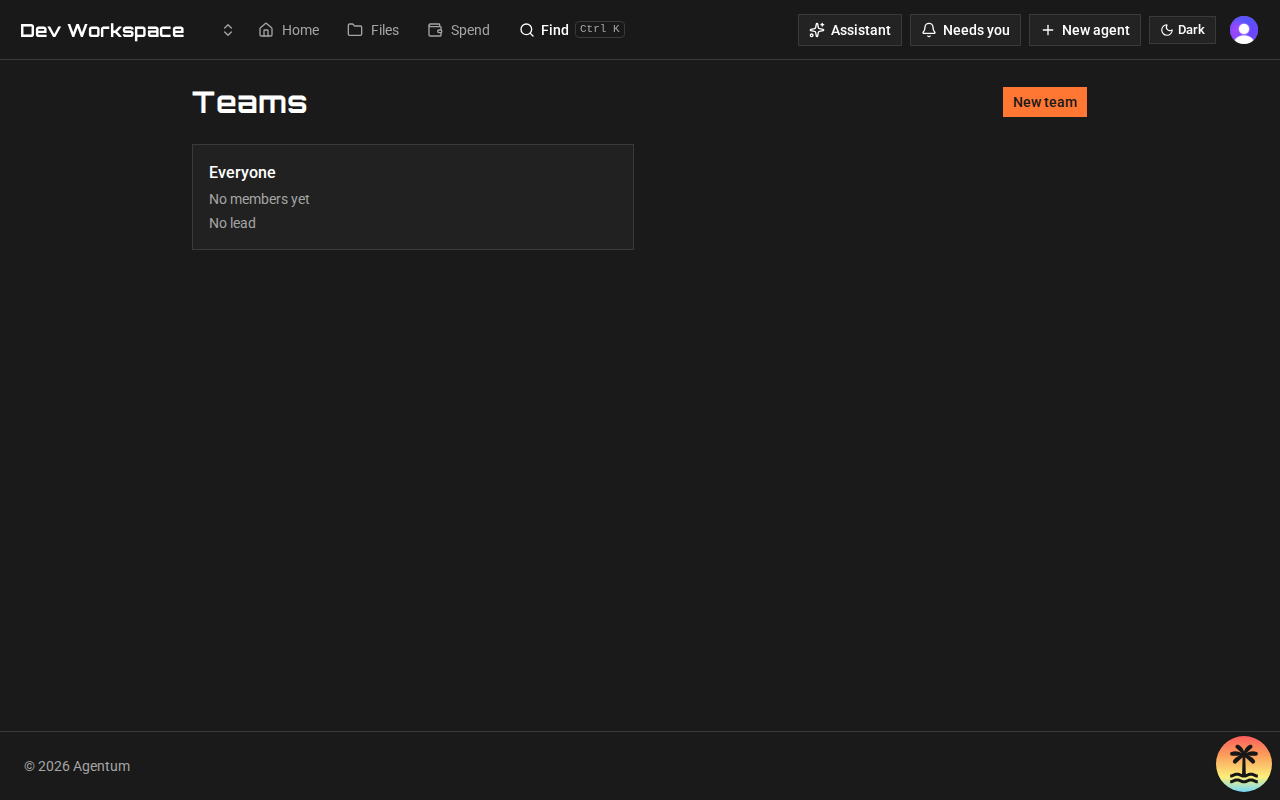 Dev Workspace
Home
Files
Spend
Find Ctrl K
Assistant
Needs you
New agent
Dark
Teams
New team
Everyone
No members yet
No lead
© 2026 Agentum